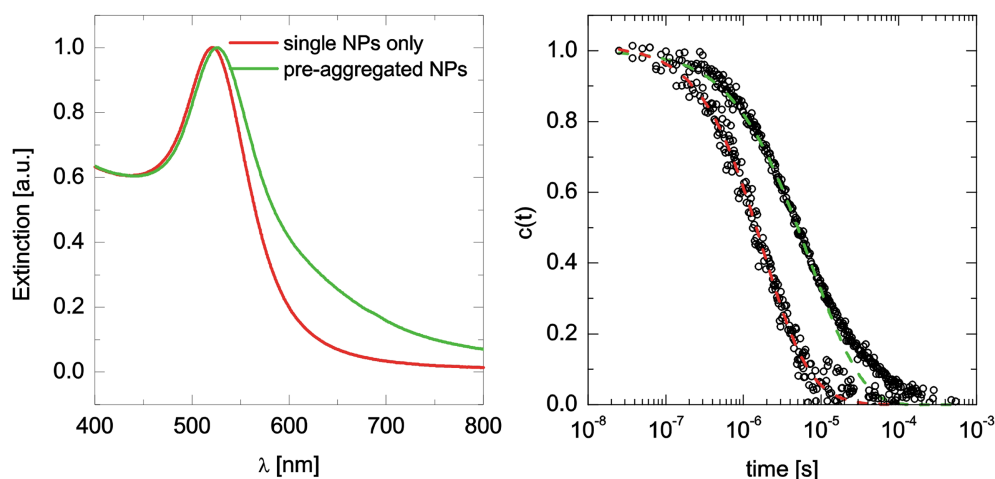 single NPs only
pre-aggregated NPs
Extinction [a.u.]
1.0
0.8
0.6
0.4
0.2
0.0
400 500 600 700 800
λ [nm]
c(t)
1.0
0.8
0.6
0.4
0.2
0.0
10⁻⁸ 10⁻⁷ 10⁻⁶ 10⁻⁵ 10⁻⁴ 10⁻³
time [s]